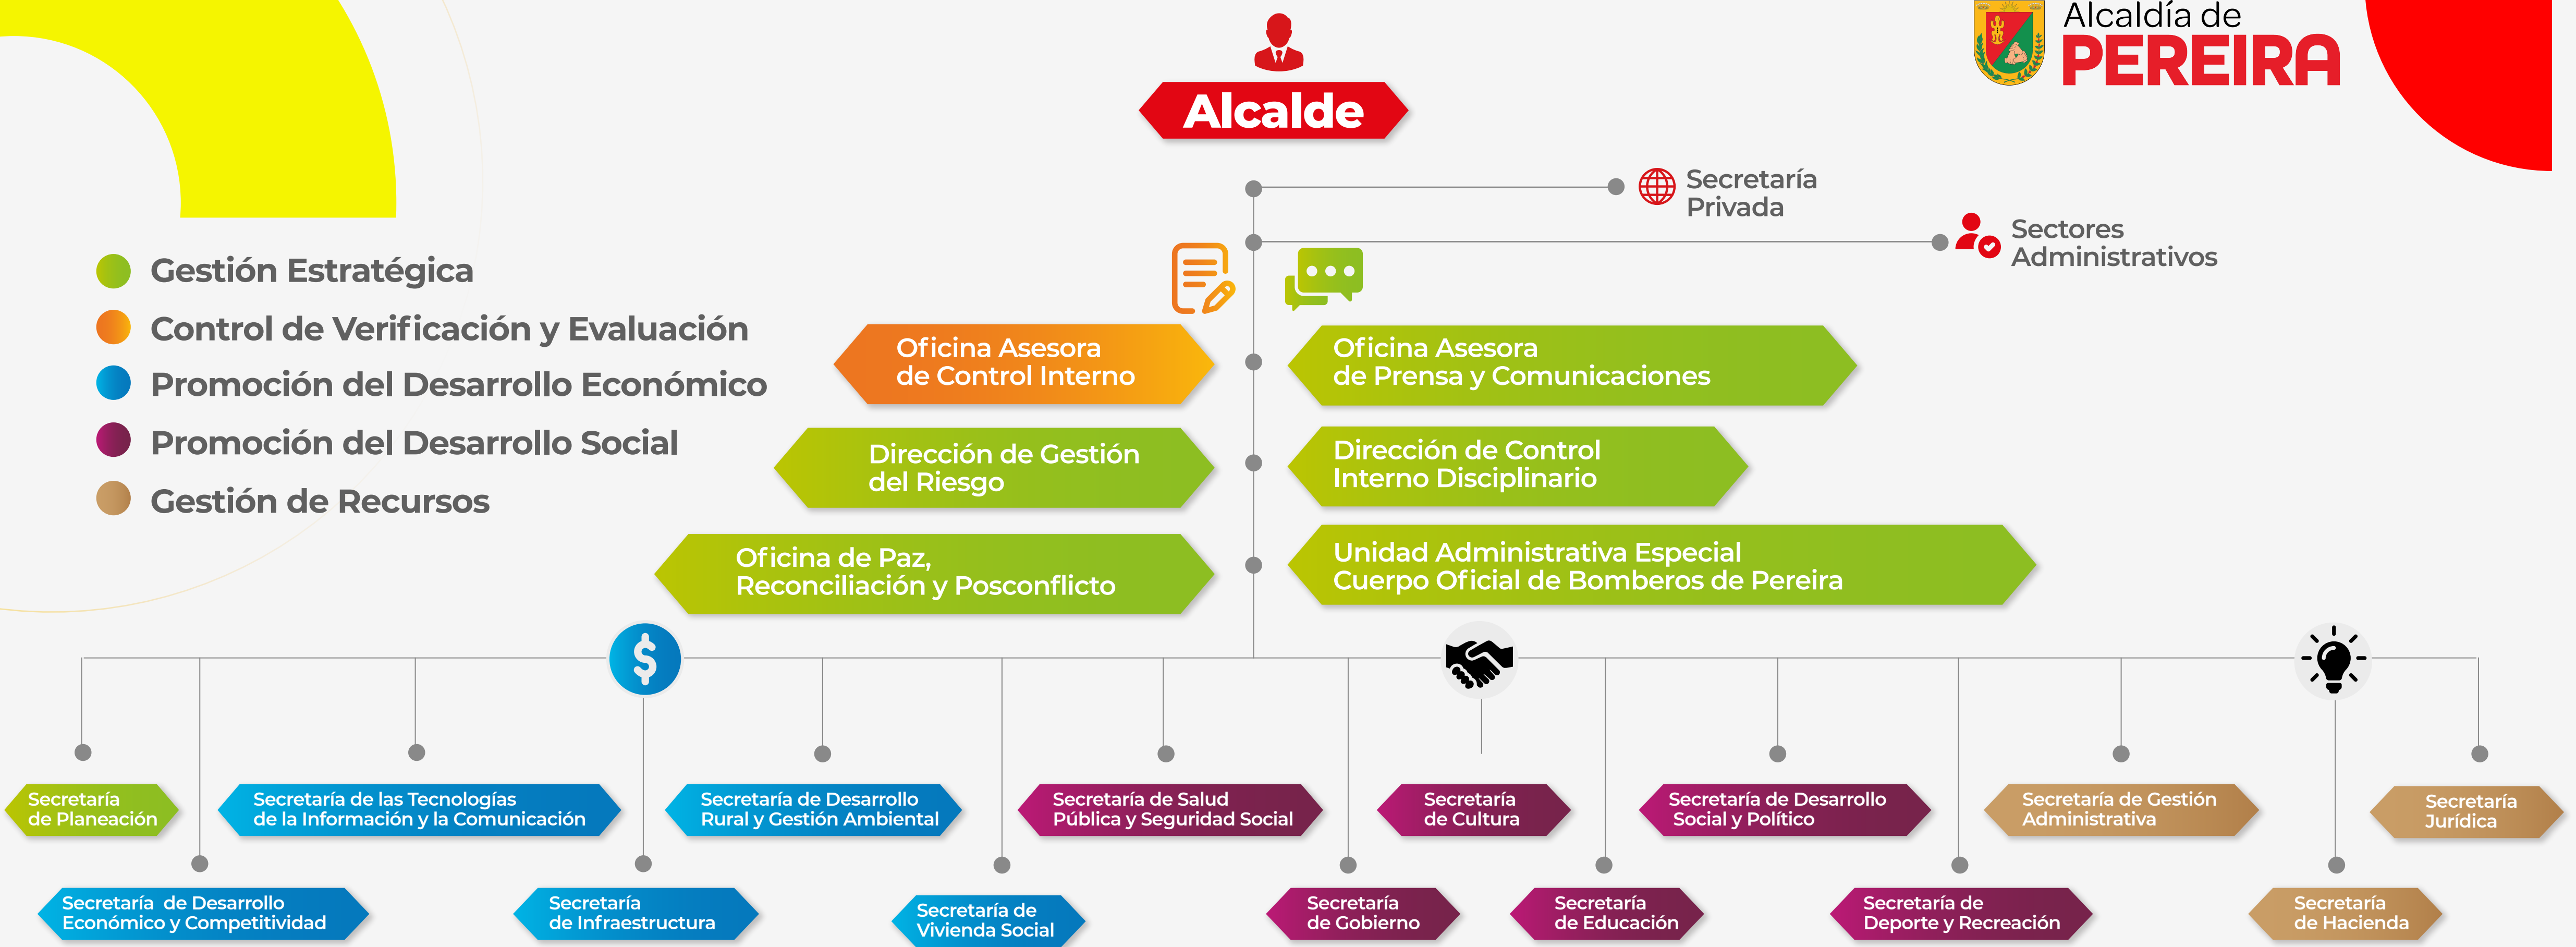 Alcaldía de
PEREIRA
Alcalde
Secretaría
Privada
Sectores
Administrativos
Gestión Estratégica
Control de Verificación y Evaluación
Promoción del Desarrollo Económico
Promoción del Desarrollo Social
Gestión de Recursos
Oficina Asesora
de Control Interno
Oficina Asesora
de Prensa y Comunicaciones
Dirección de Gestión
del Riesgo
Dirección de Control
Interno Disciplinario
Oficina de Paz,
Reconciliación y Posconflicto
Unidad Administrativa Especial
Cuerpo Oficial de Bomberos de Pereira
Secretaría
de Planeación
Secretaría de las Tecnologías
de la Información y la Comunicación
Secretaría de Desarrollo
Rural y Gestión Ambiental
Secretaría de Salud
Pública y Seguridad Social
Secretaría
de Cultura
Secretaría de Desarrollo
Social y Político
Secretaría de Gestión
Administrativa
Secretaría
Jurídica
Secretaría de Desarrollo
Económico y Competitividad
Secretaría
de Infraestructura
Secretaría de
Vivienda Social
Secretaría
de Gobierno
Secretaría
de Educación
Secretaría de
Deporte y Recreación
Secretaría
de Hacienda